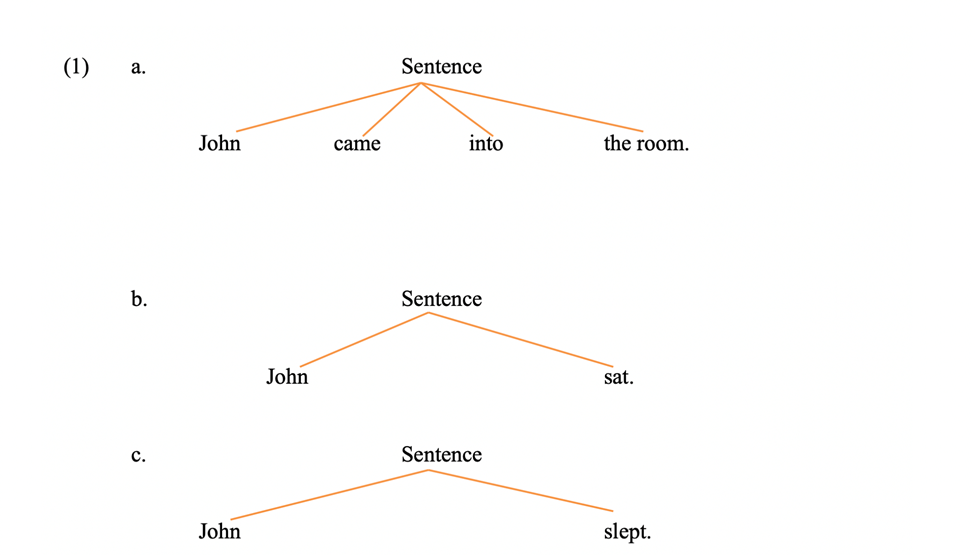 (1) a. Sentence
John came into the room.
b. Sentence
John sat.
c. Sentence
John slept.